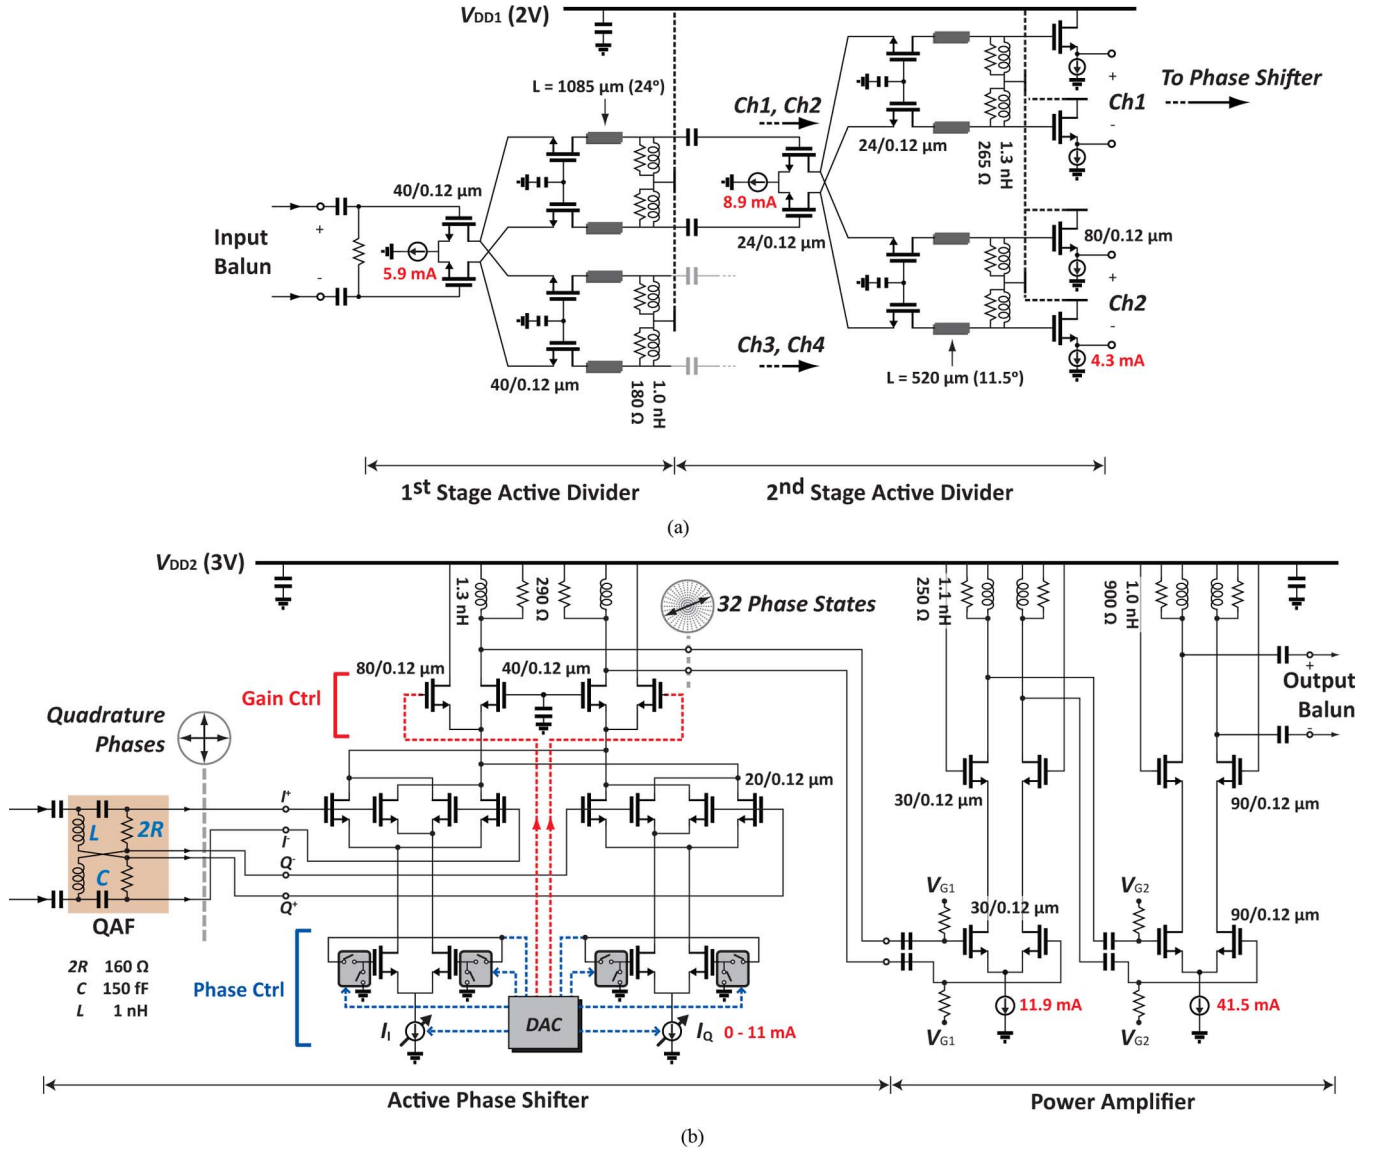 VDD1 (2V)
L = 1085 µm (24°)
Ch1, Ch2
To Phase Shifter
+
Ch1
-
24/0.12 µm
265 Ω
1.3 nH
40/0.12 µm
8.9 mA
24/0.12 µm
80/0.12 µm
Input
Balun
+
-
5.9 mA
+
Ch2
-
Ch3, Ch4
4.3 mA
40/0.12 µm
180 Ω
1.0 nH
L = 520 µm (11.5°)
1st Stage Active Divider
2nd Stage Active Divider
(a)
VDD2 (3V)
1.3 nH
290 Ω
32 Phase States
250 Ω
1.1 nH
900 Ω
1.0 nH
80/0.12 µm
40/0.12 µm
Gain Ctrl
+
Output
Balun
-
Quadrature
Phases
20/0.12 µm
30/0.12 µm
90/0.12 µm
L
2R
C
QAF
I+
I-
Q-
Q+
VG1
VG2
30/0.12 µm
90/0.12 µm
2R 160 Ω
C 150 fF
L 1 nH
Phase Ctrl
DAC
II
IQ
0 - 11 mA
11.9 mA
41.5 mA
VG1
VG2
Active Phase Shifter
Power Amplifier
(b)